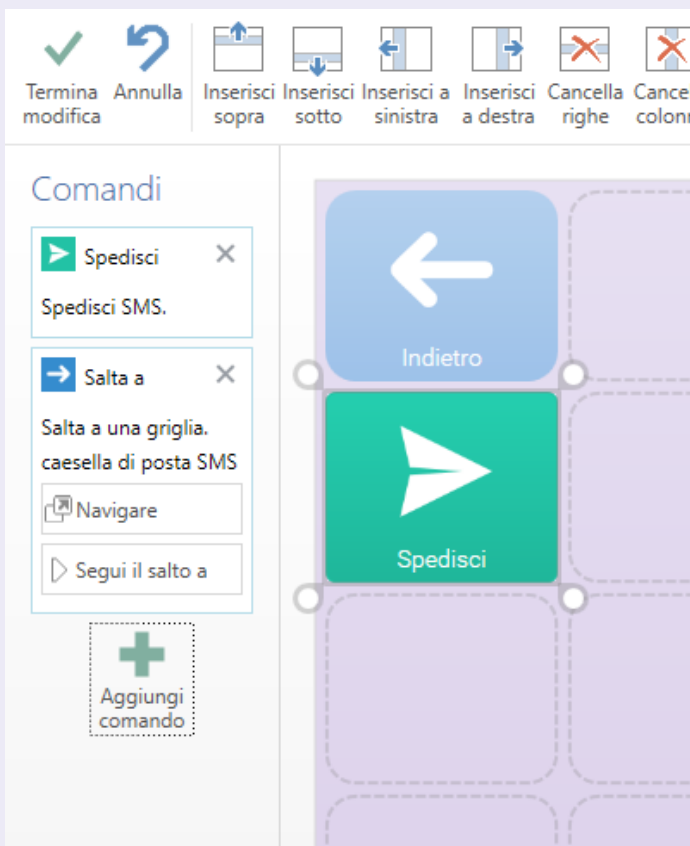 Termina modifica
Annulla
Inserisci sopra
Inserisci sotto
Inserisci a sinistra
Inserisci a destra
Cancella righe
Comandi
Spedisci
Spedisci SMS.
Salta a
Salta a una griglia.
caesella di posta SMS
Navigare
Segui il salto a
Aggiungi
comando
Indietro
Spedisci